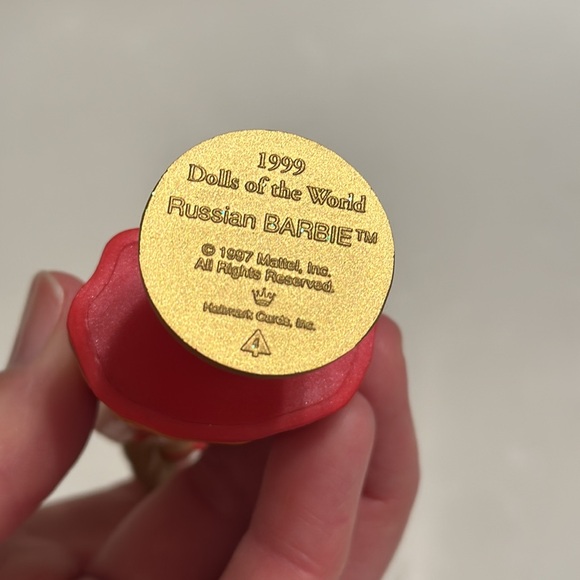 1999
Dolls of the World
Russian BARBIE™
© 1997 Mattel, Inc.
All Rights Reserved.
Hallmark Cards, Inc.
4